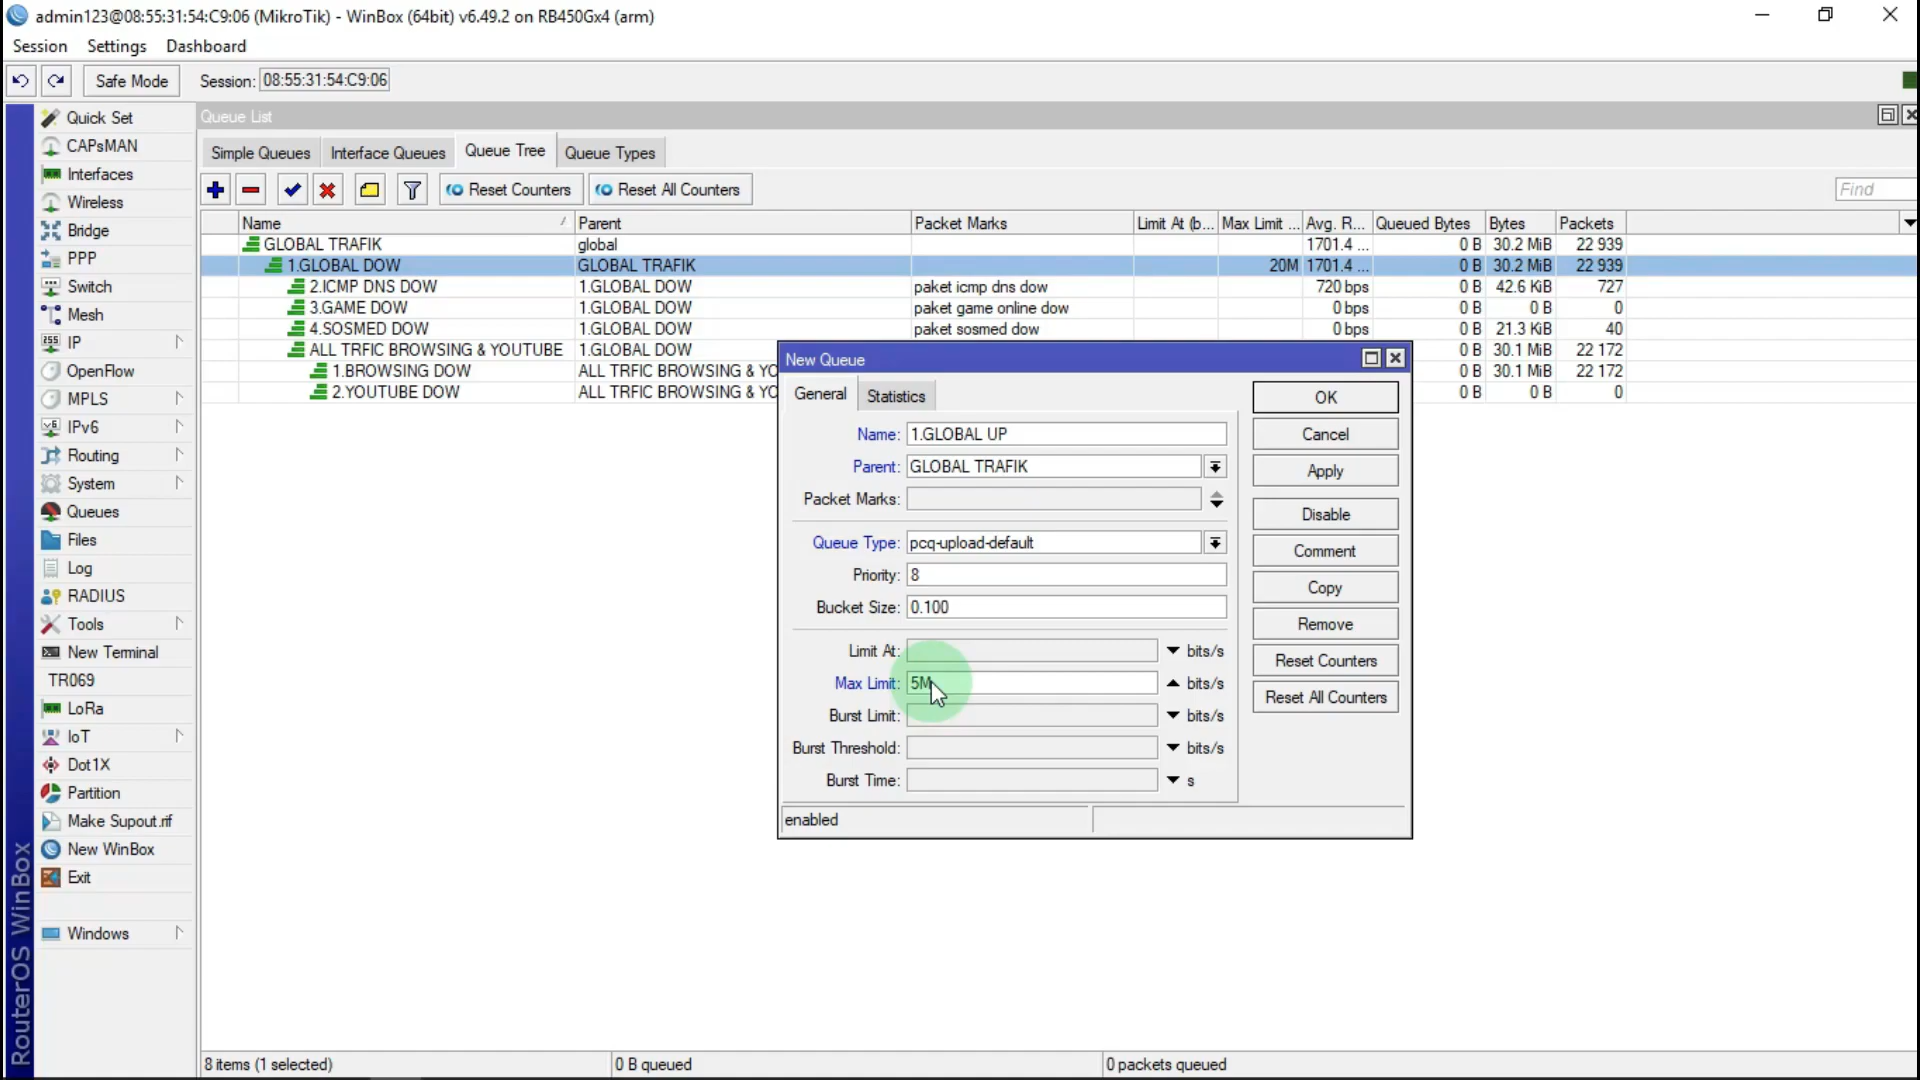 admin123@08:55:31:54:C9:06 (MikroTik) - WinBox (64bit) v6.49.2 on RB450Gx4 (arm)
Session Settings Dashboard
Safe Mode Session: 08:55:31:54:C9:06
Quick Set
CAPsMAN
Interfaces
Wireless
Bridge
PPP
Switch
Mesh
IP
OpenFlow
MPLS
IPv6
Routing
System
Queues
Files
Log
RADIUS
Tools
New Terminal
TR069
LoRa
IoT
Dot1X
Partition
Make Supout.rif
New WinBox
Exit
Windows
RouterOS WinBox
Queue List
Simple Queues Interface Queues Queue Tree Queue Types
Reset Counters Reset All Counters Find
Name Parent Packet Marks Limit At (b... Max Limit ... Avg. R... Queued Bytes Bytes Packets
GLOBAL TRAFIK global 1701.4 ... 0 B 30.2 MiB 22 939
1.GLOBAL DOW GLOBAL TRAFIK 20M 1701.4 ... 0 B 30.2 MiB 22 939
2.ICMP DNS DOW 1.GLOBAL DOW paket icmp dns dow 720 bps 0 B 42.6 KiB 727
3.GAME DOW 1.GLOBAL DOW paket game online dow 0 bps 0 B 0 B 0
4.SOSMED DOW 1.GLOBAL DOW paket sosmed dow 0 bps 0 B 21.3 KiB 40
ALL TRFIC BROWSING & YOUTUBE 1.GLOBAL DOW 0 B 30.1 MiB 22 172
1.BROWSING DOW ALL TRFIC BROWSING & YO 0 B 30.1 MiB 22 172
2.YOUTUBE DOW ALL TRFIC BROWSING & YO 0 B 0 B 0
New Queue
General Statistics
Name: 1.GLOBAL UP
Parent: GLOBAL TRAFIK
Packet Marks:
Queue Type: pcq-upload-default
Priority: 8
Bucket Size: 0.100
Limit At: bits/s
Max Limit: 5M bits/s
Burst Limit: bits/s
Burst Threshold: bits/s
Burst Time: s
enabled
OK
Cancel
Apply
Disable
Comment
Copy
Remove
Reset Counters
Reset All Counters
8 items (1 selected) 0 B queued 0 packets queued